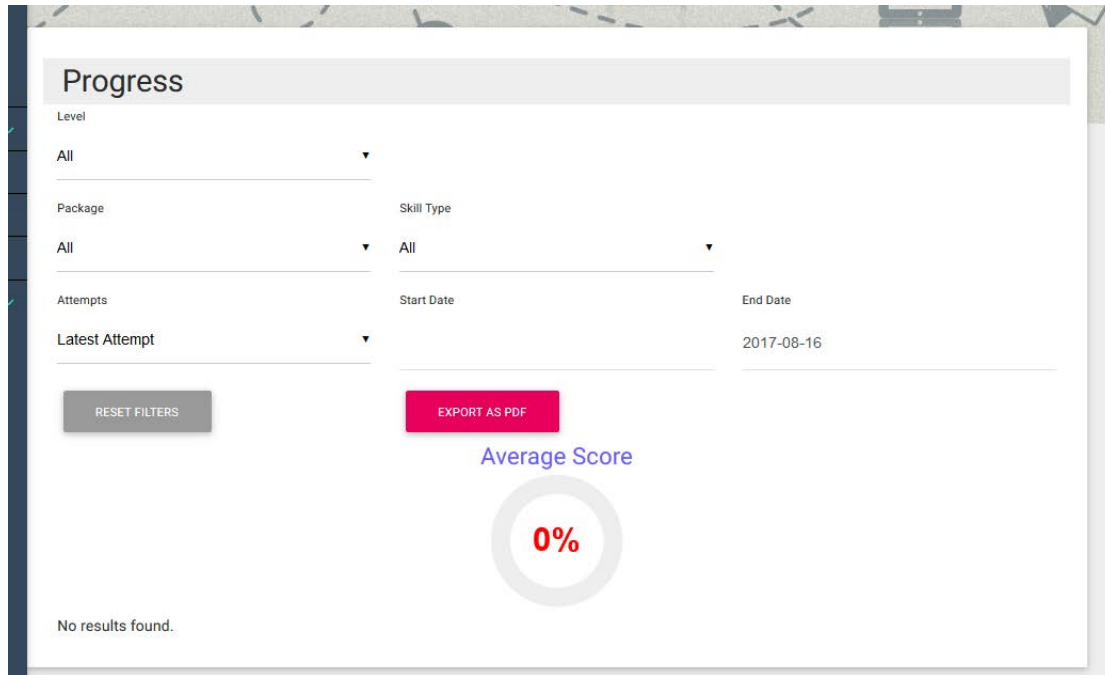 Progress
Level
All
Package
Skill Type
All
All
Attempts
Start Date
End Date
Latest Attempt
2017-08-16
RESET FILTERS
EXPORT AS PDF
Average Score
0%
No results found.